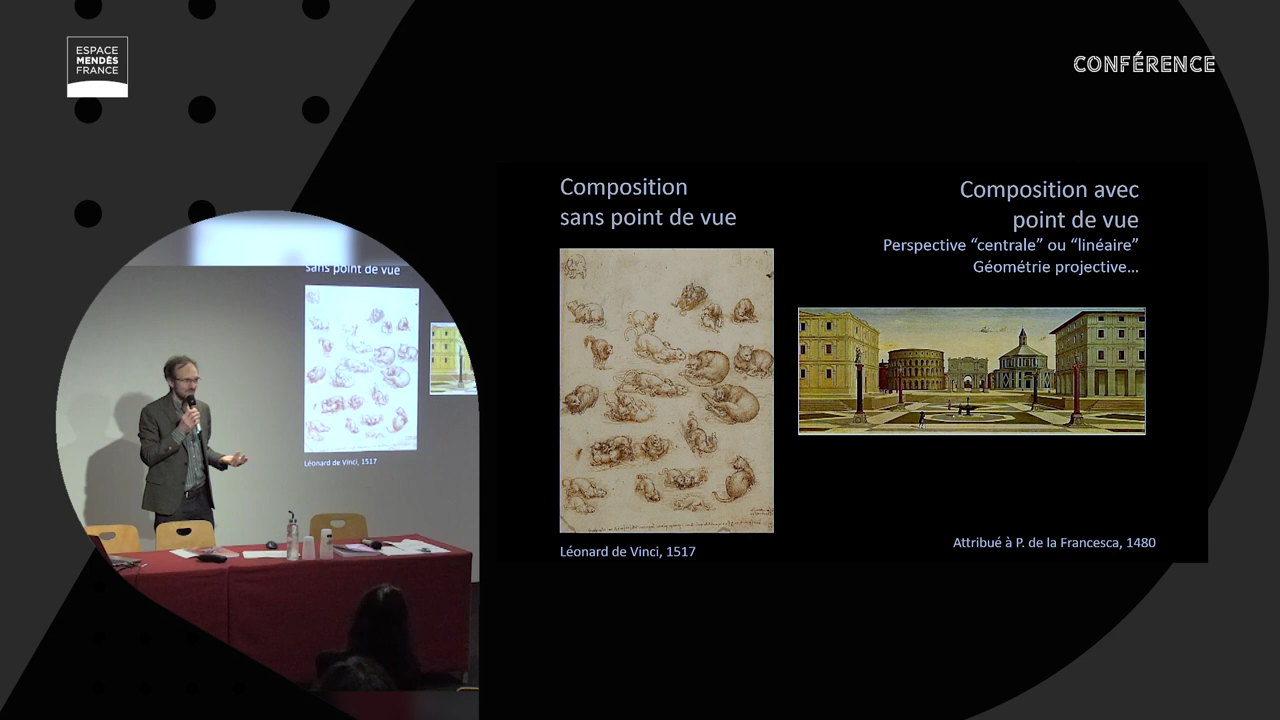 ESPACE
MENDÈS
FRANCE
CONFÉRENCE
Composition
sans point de vue
Composition avec
point de vue
Perspective “centrale” ou “linéaire”
Géométrie projective...
Léonard de Vinci, 1517
Attribué à P. de la Francesca, 1480
sans point de vue
Léonard de Vinci, 1517